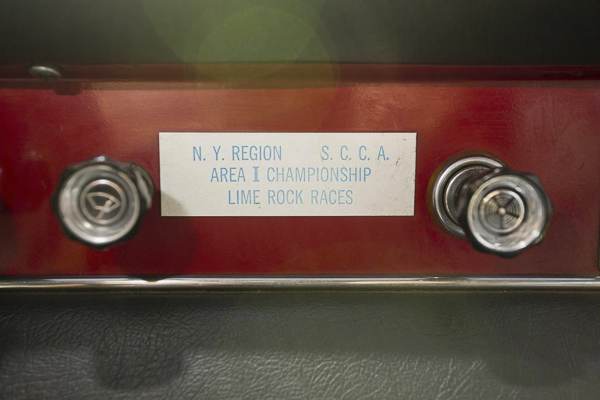 N. Y. REGION S. C. C. A.
AREA I CHAMPIONSHIP
LIME ROCK RACES